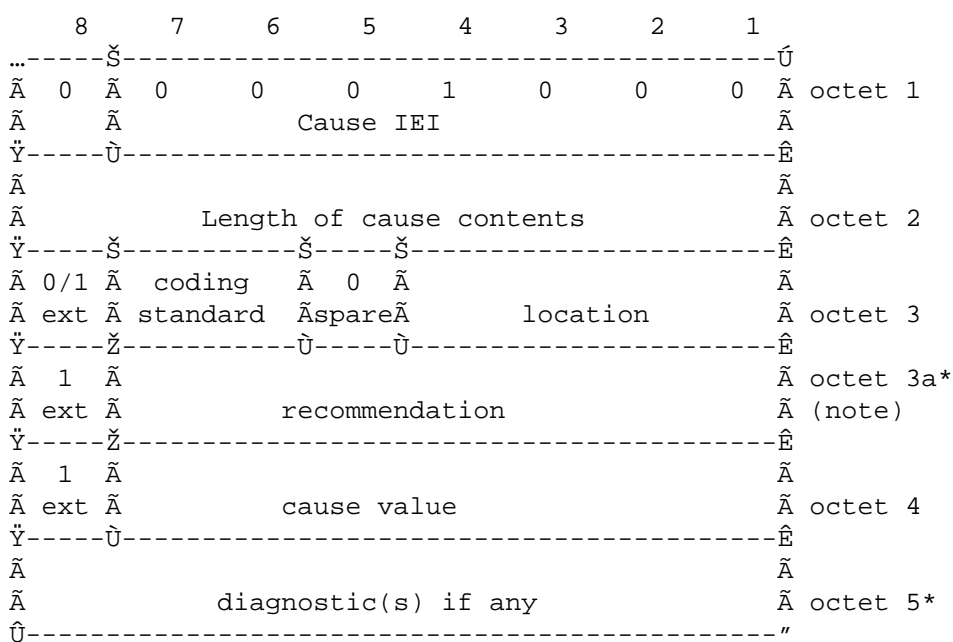 8 7 6 5 4 3 2 1
…-----Š-----------------------------------------Ú
Ã 0 Ã 0 0 0 1 0 0 0 Ã octet 1
Ã Ã Cause IEI Ã
Ÿ-----Ù-----------------------------------------Ê
Ã Ã
Ã Length of cause contents Ã octet 2
Ÿ-----Š-----------Š-----Š-----------------------Ê
Ã 0/1 Ã coding Ã 0 Ã Ã
Ã ext Ã standard ÃspareÃ location Ã octet 3
Ÿ-----Ž-----------Ù-----Ù-----------------------Ê
Ã 1 Ã Ã octet 3a*
Ã ext Ã recommendation Ã (note)
Ÿ-----Ž-----------------------------------------Ê
Ã 1 Ã Ã
Ã ext Ã cause value Ã octet 4
Ÿ-----Ù-----------------------------------------Ê
Ã Ã
Ã diagnostic(s) if any Ã octet 5*
Û-----------------------------------------------”